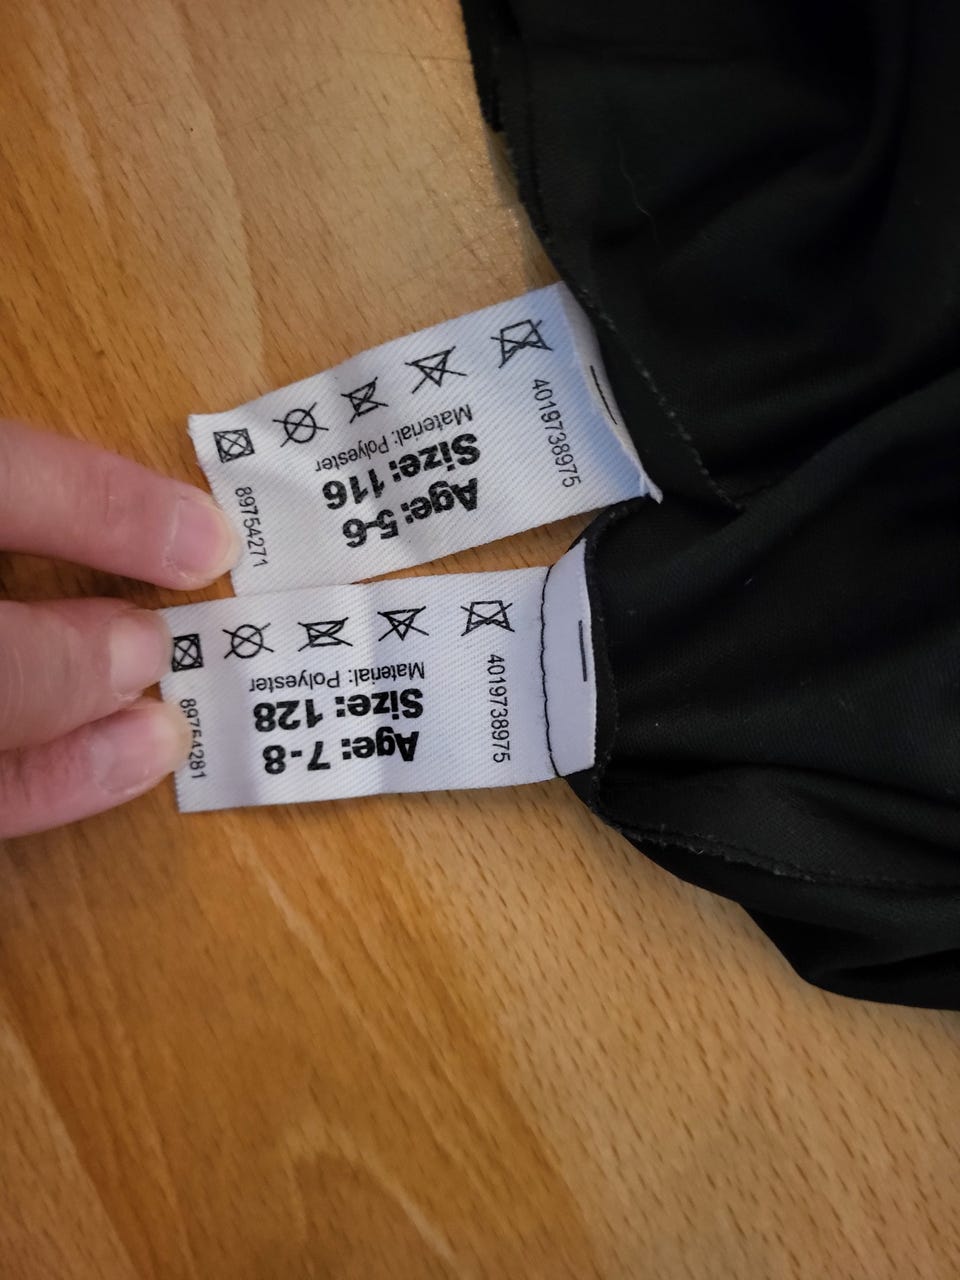 Age: 5-6
Size: 116
Material: Polyester
4019738975
89754271
Age: 7-8
Size: 128
Material: Polyester
4019738975
89754281